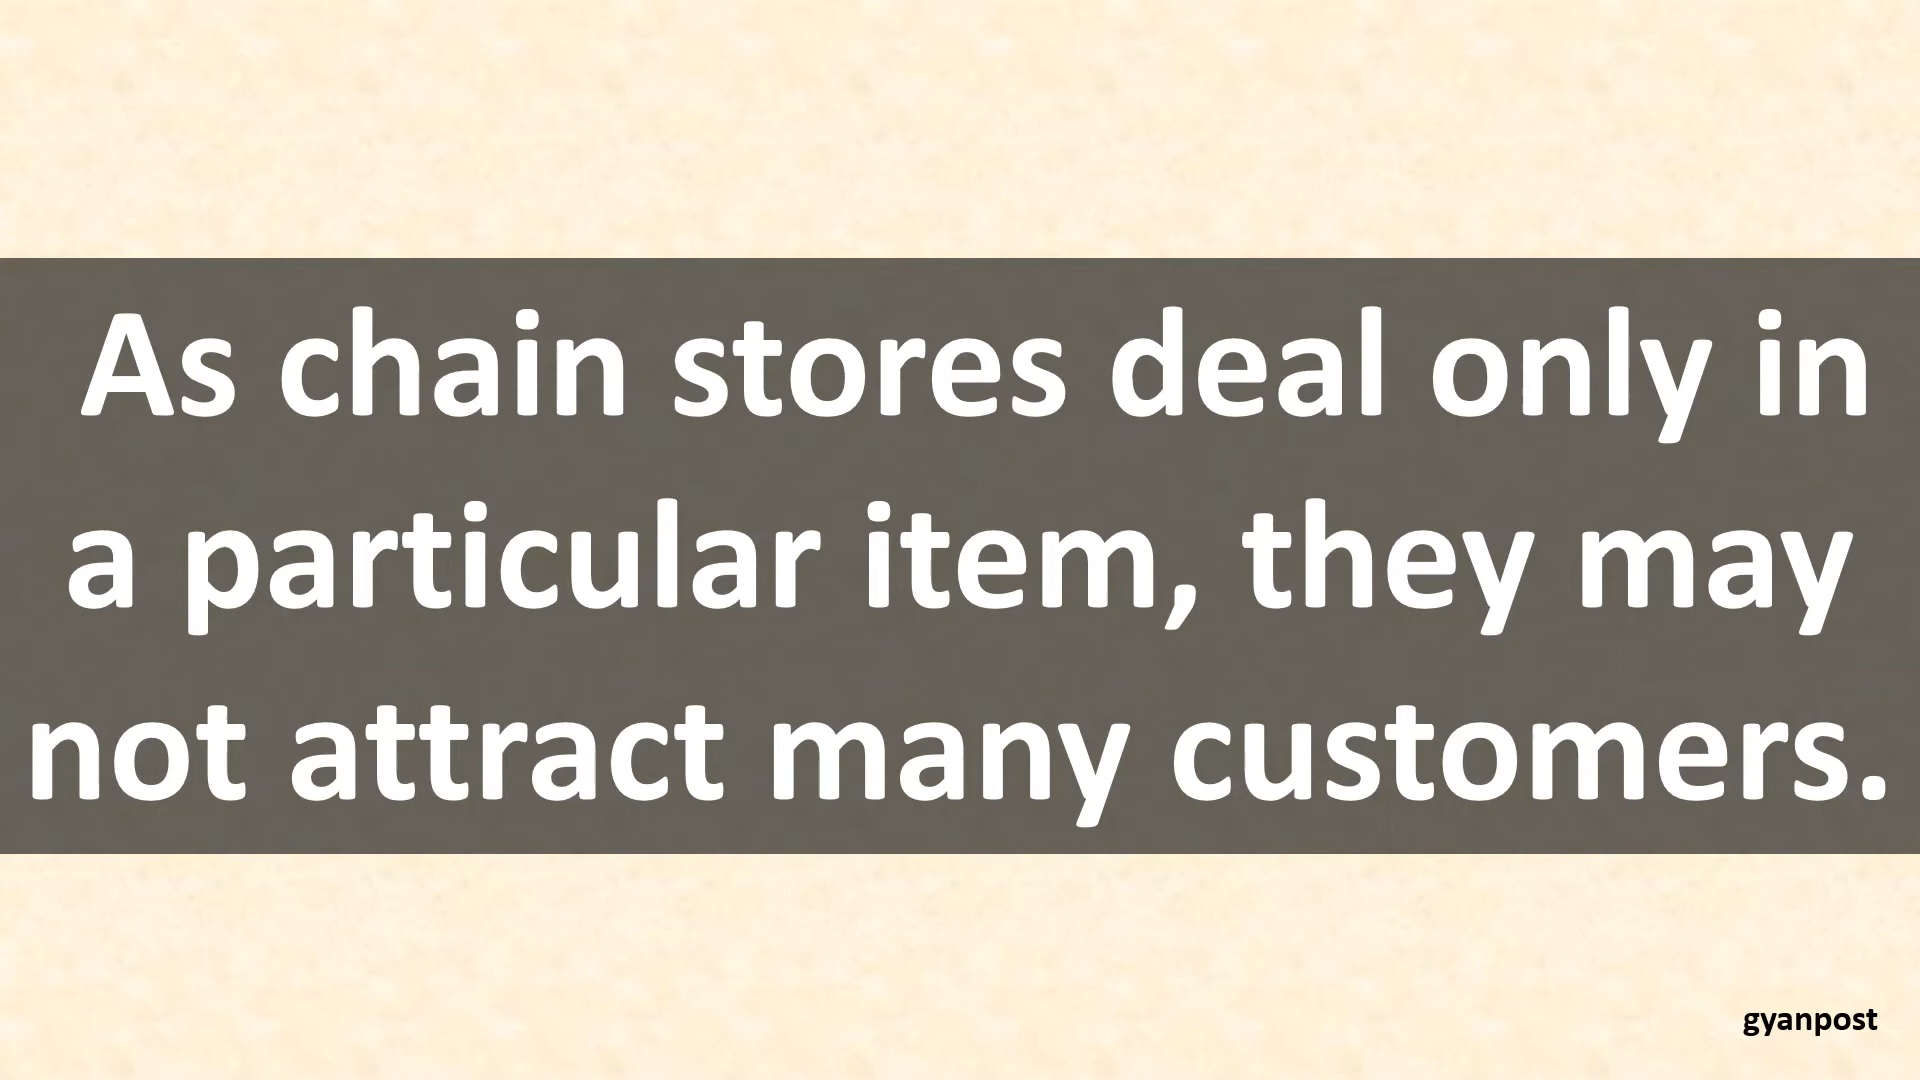 As chain stores deal only in
a particular item, they may
not attract many customers.
gyanpost